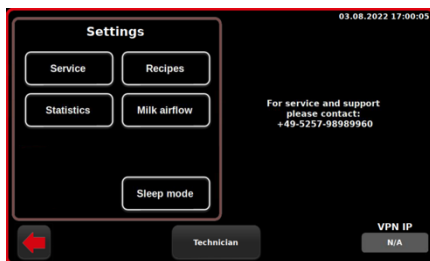 03.08.2022 17:00:05
Settings
Service
Recipes
Statistics
Milk airflow
Sleep mode
For service and support
please contact:
+49-5257-98989960
Technician
VPN IP
N/A